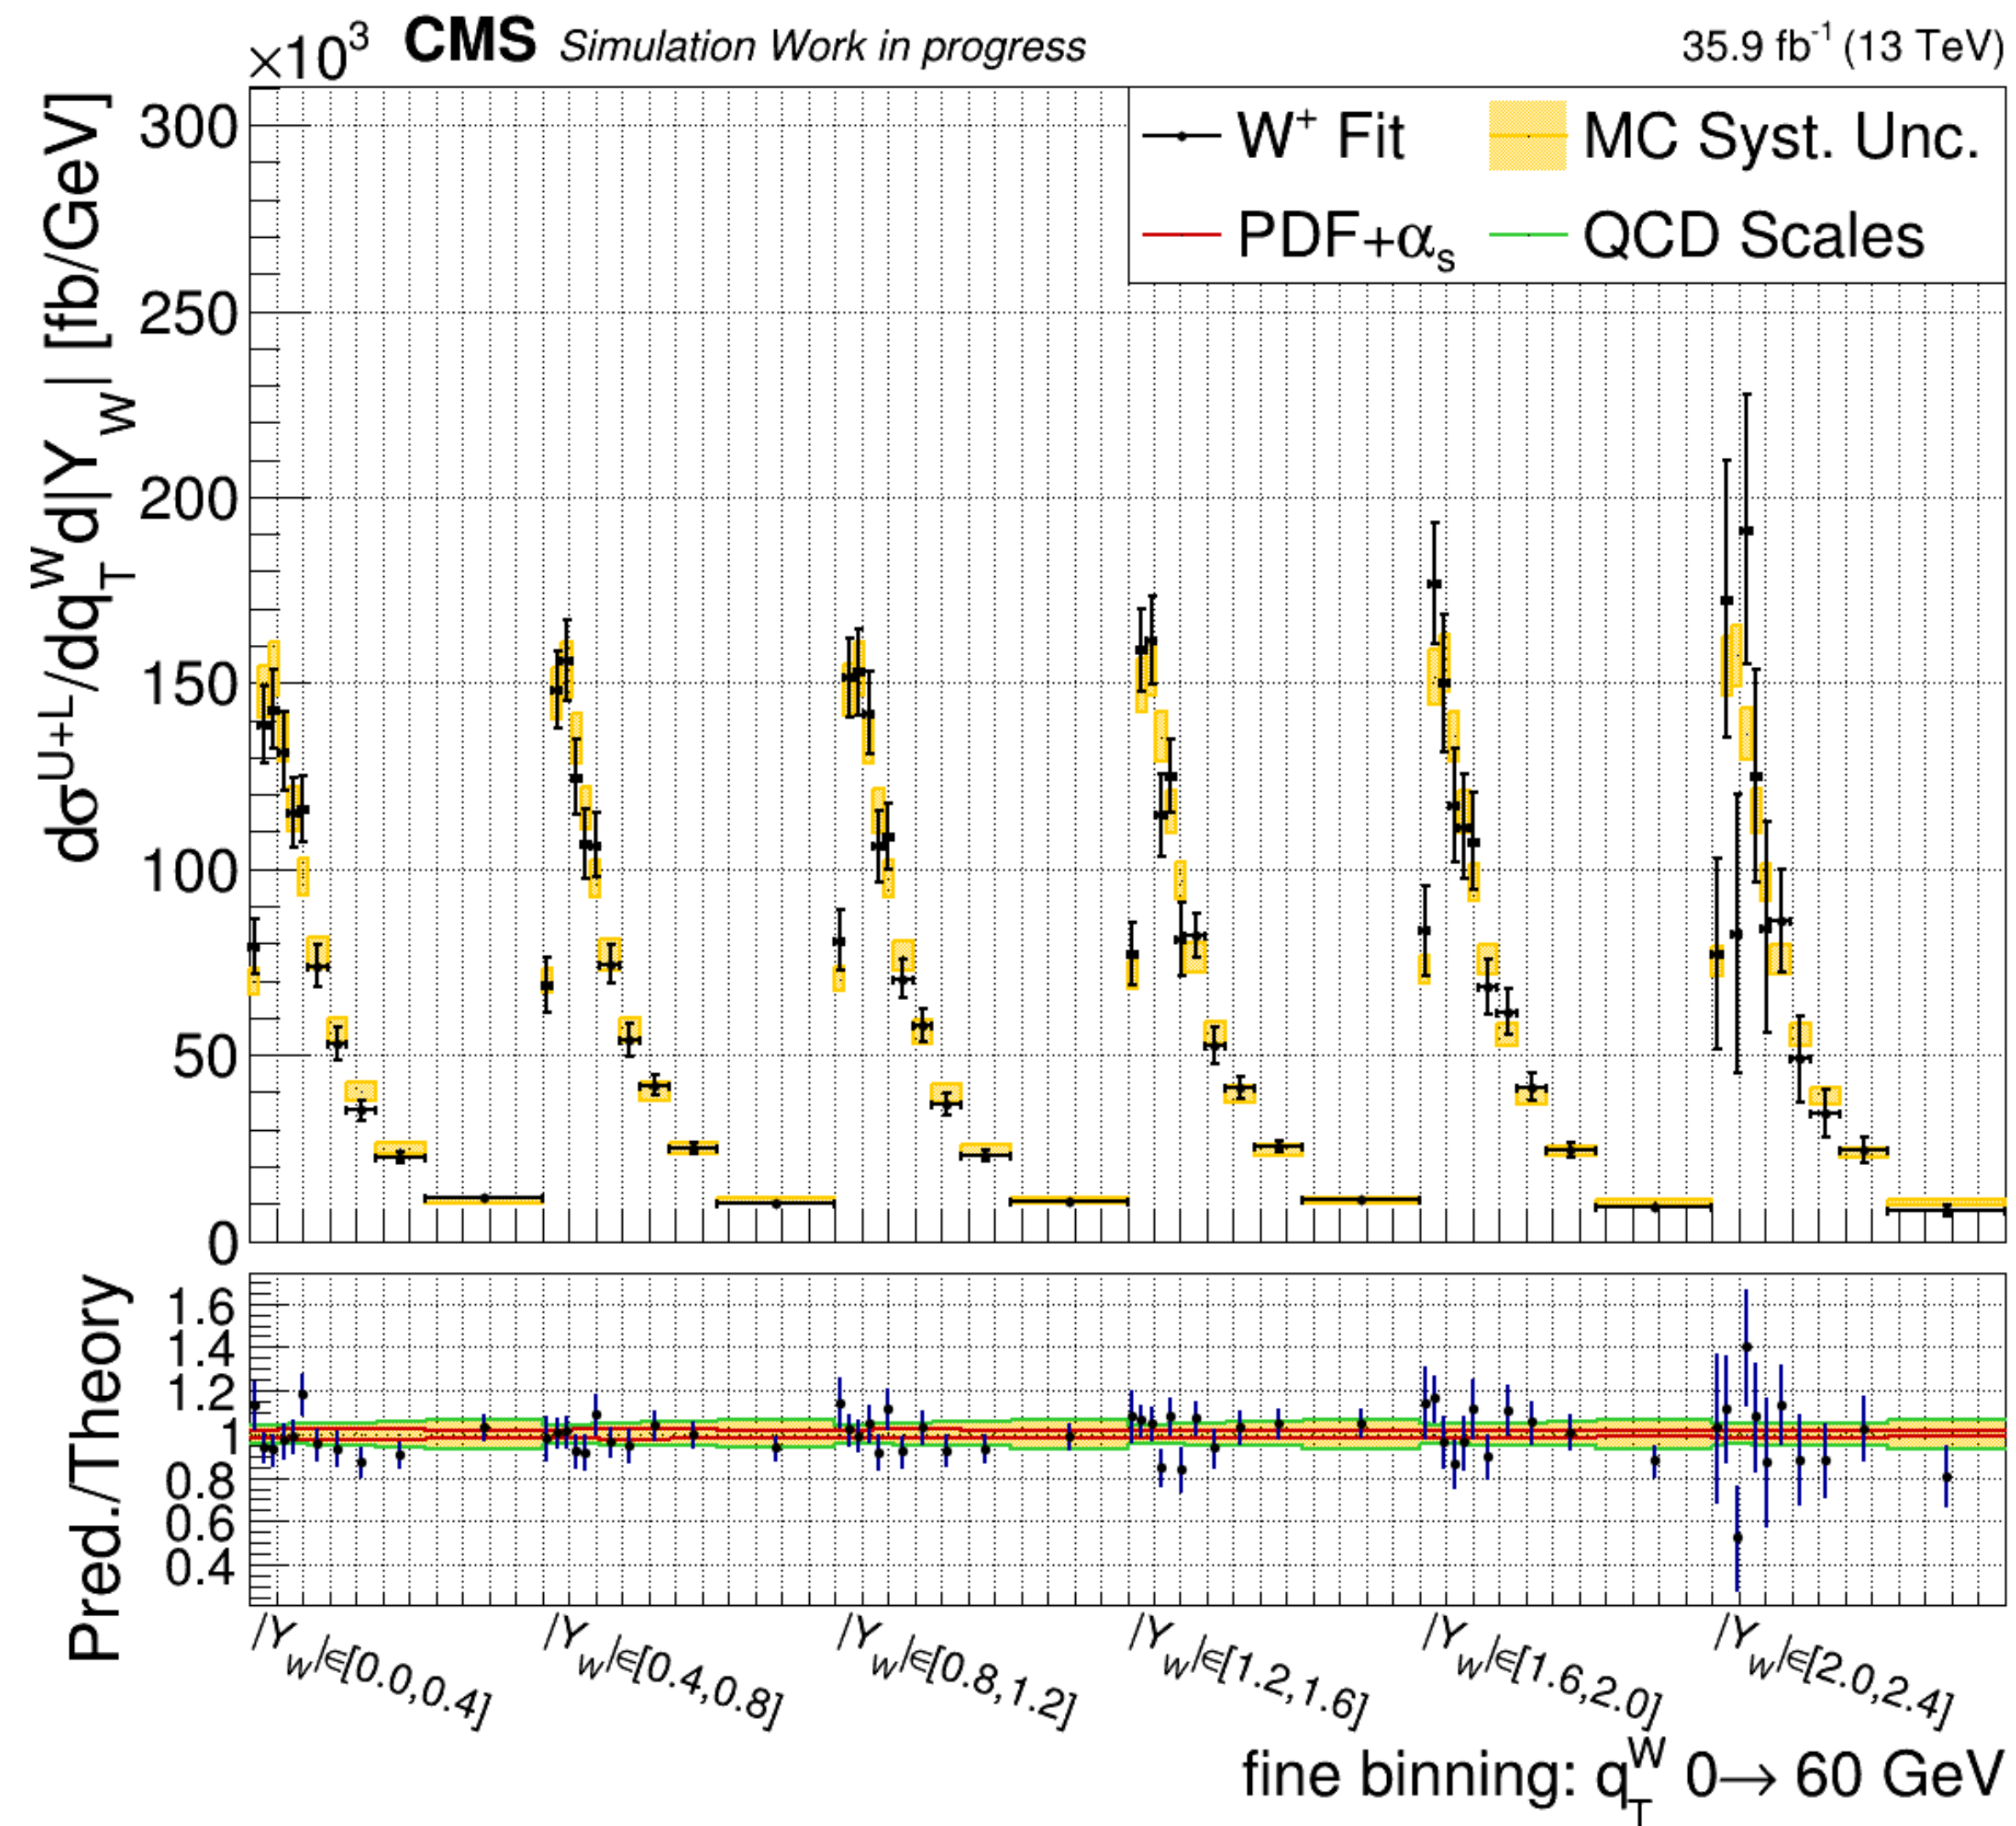 ×10³ CMS Simulation Work in progress 35.9 fb⁻¹ (13 TeV)
dσ^{U+L}/dq_T^W d|Y_W| [fb/GeV]
300
250
200
150
100
50
0
W⁺ Fit MC Syst. Unc.
PDF+α_s QCD Scales
Pred./Theory
1.6
1.4
1.2
1
0.8
0.6
0.4
|Y_W|∈[0.0,0.4] |Y_W|∈[0.4,0.8] |Y_W|∈[0.8,1.2] |Y_W|∈[1.2,1.6] |Y_W|∈[1.6,2.0] |Y_W|∈[2.0,2.4]
fine binning: q_T^W 0→ 60 GeV